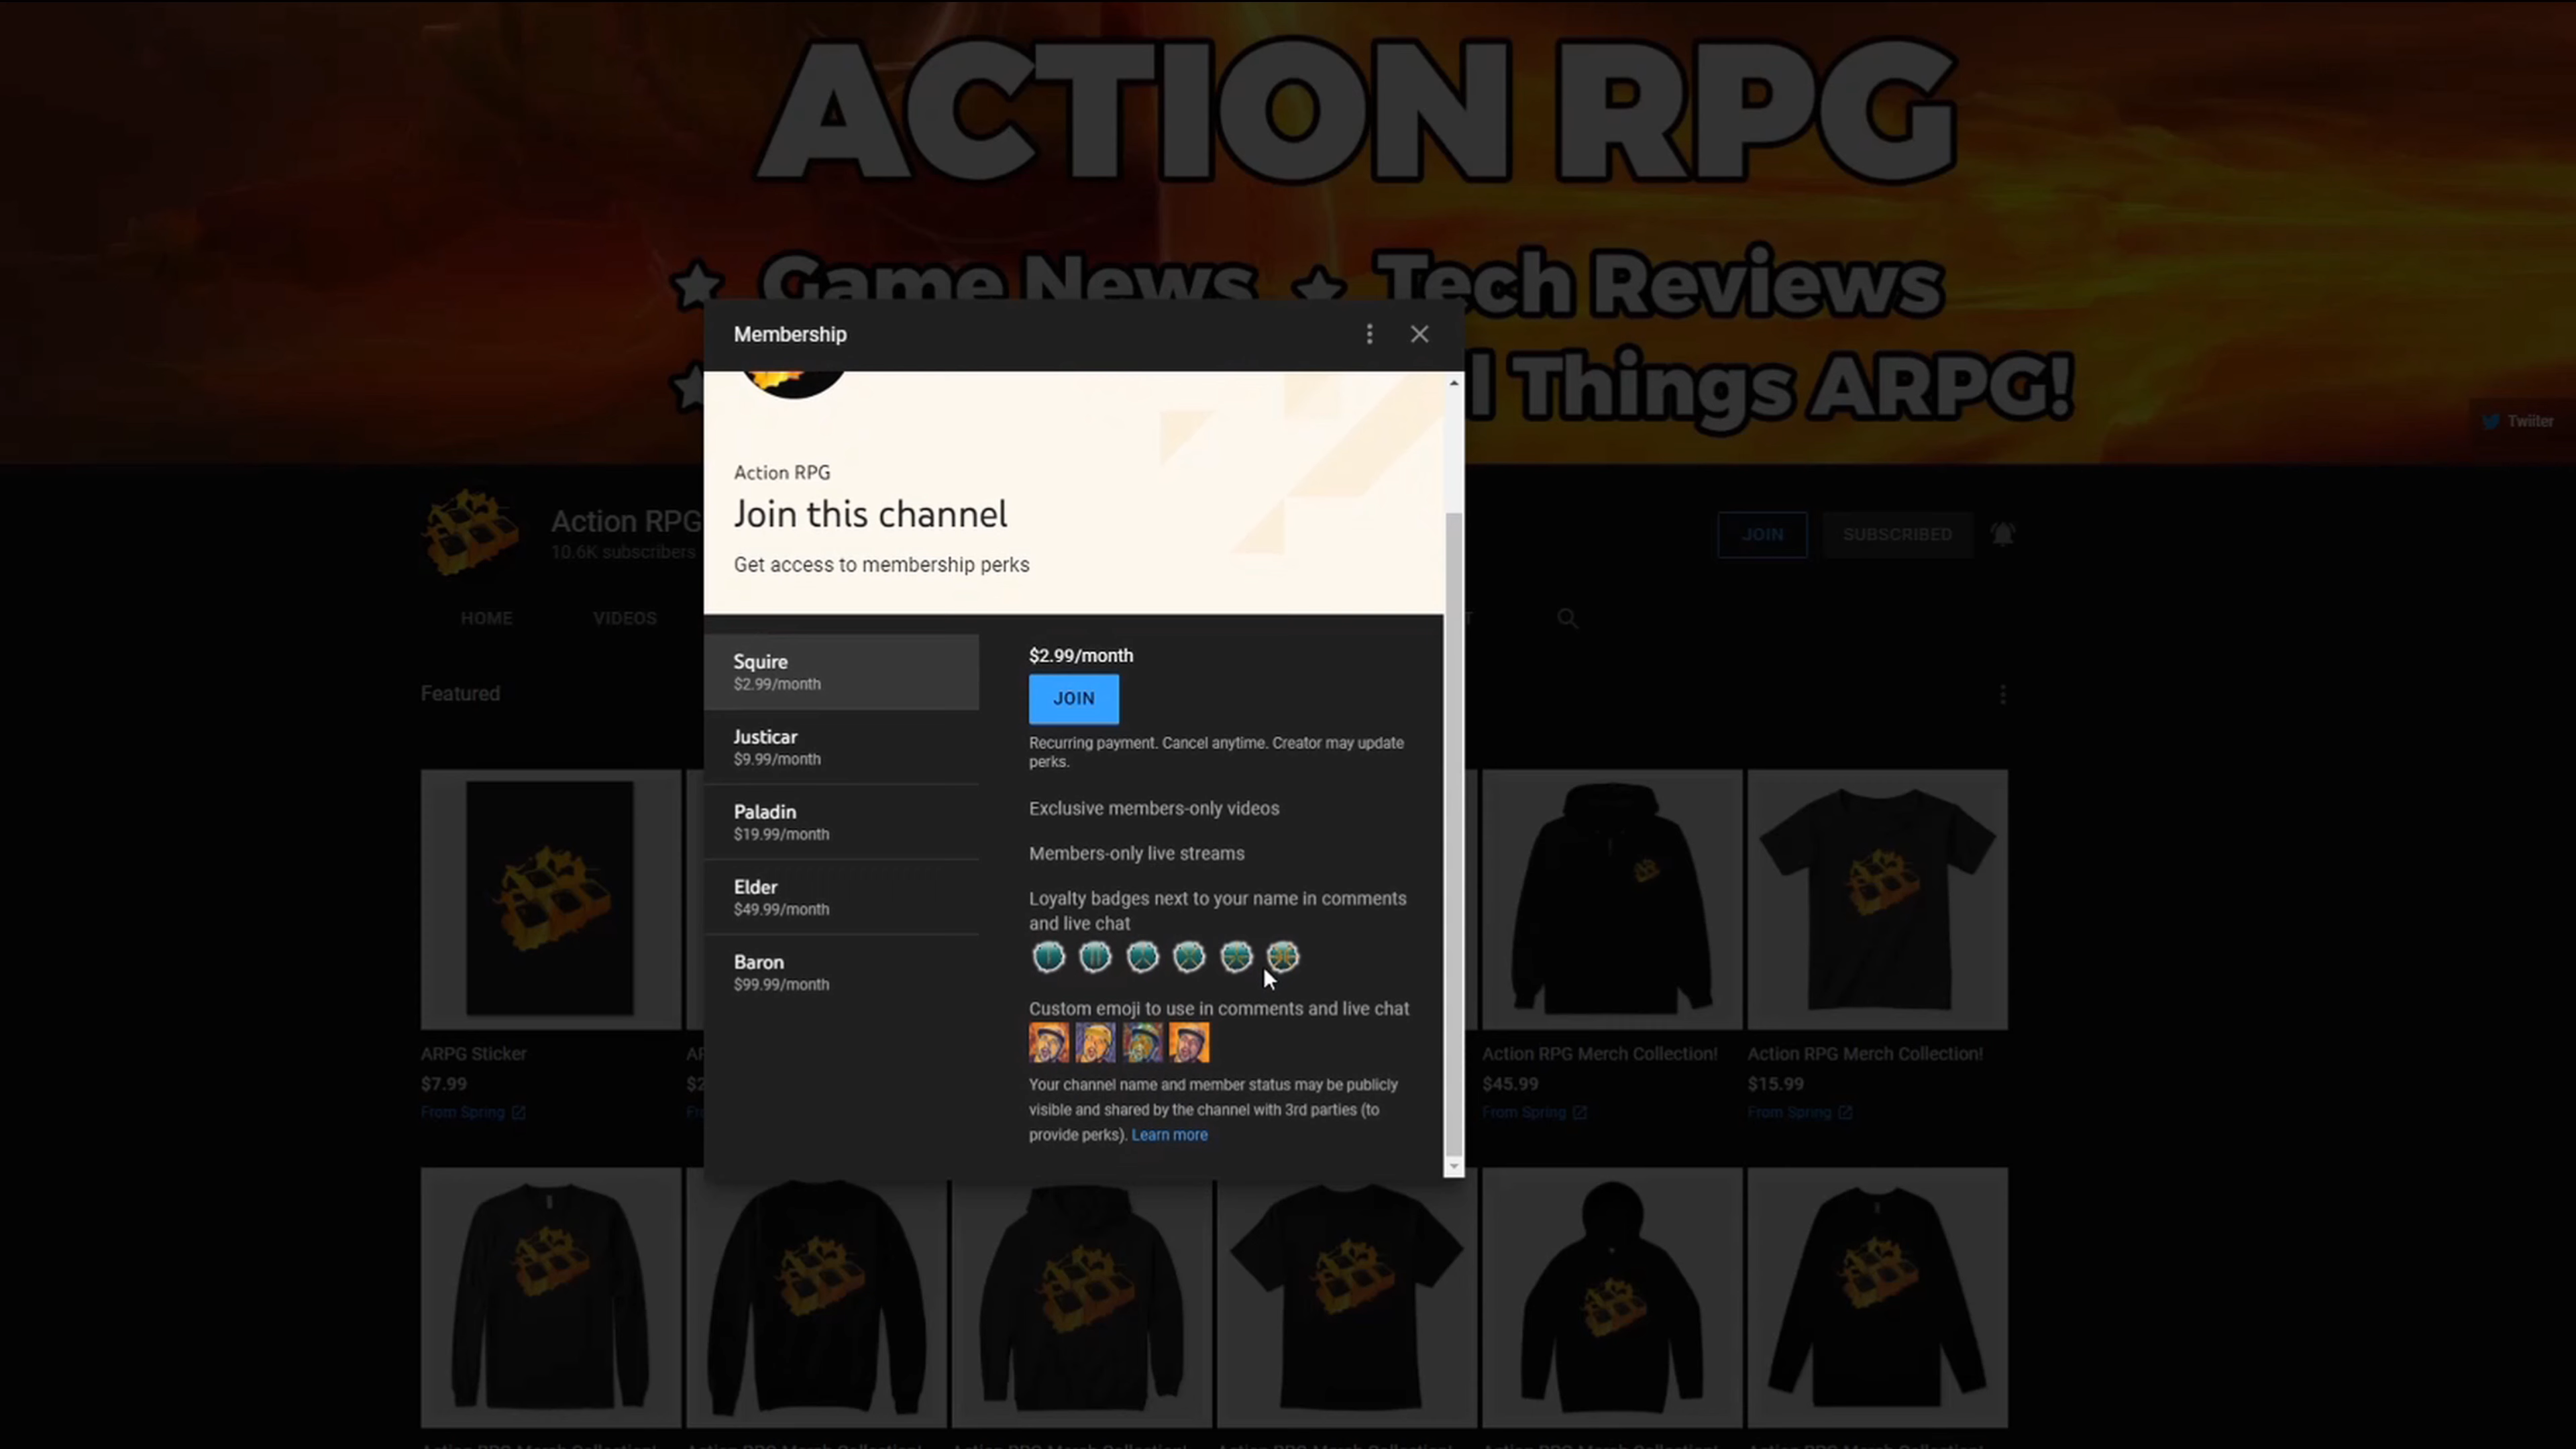 ACTION RPG
Game News Tech Reviews
Things ARPG!
Twiiter
Membership
Action RPG
Join this channel
Get access to membership perks
Action RPG
10.6K subscribers
JOIN
SUBSCRIBED
HOME
VIDEOS
Featured
Squire
$2.99/month
Justicar
$9.99/month
Paladin
$19.99/month
Elder
$49.99/month
Baron
$99.99/month
$2.99/month
JOIN
Recurring payment. Cancel anytime. Creator may update
perks.
Exclusive members-only videos
Members-only live streams
Loyalty badges next to your name in comments
and live chat
Custom emoji to use in comments and live chat
Your channel name and member status may be publicly
visible and shared by the channel with 3rd parties (to
provide perks). Learn more
ARPG Sticker
$7.99
From Spring
Action RPG Merch Collection!
$45.99
From Spring
Action RPG Merch Collection!
$15.99
From Spring